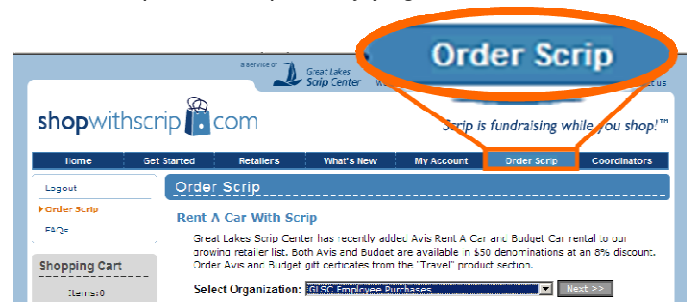 Order Scrip
a service of
Great Lakes
Scrip Center
shopwithscrip.com
Scrip is fundraising while you shop!™
Home Get Started Retailers What's New My Account Order Scrip Coordinators
Logout
Order Scrip
Order Scrip
FAQs
Rent A Car With Scrip
Great Lakes Scrip Center has recently added Avis Rent A Car and Budget Car rental to our
growing retailer list. Both Avis and Budget are available in $50 denominations at an 8% discount.
Order Avis and Budget gift certificates from the "Travel" product section.
Shopping Cart
Items: 0
Select Organization: GLSC Employee Purchases Next >>